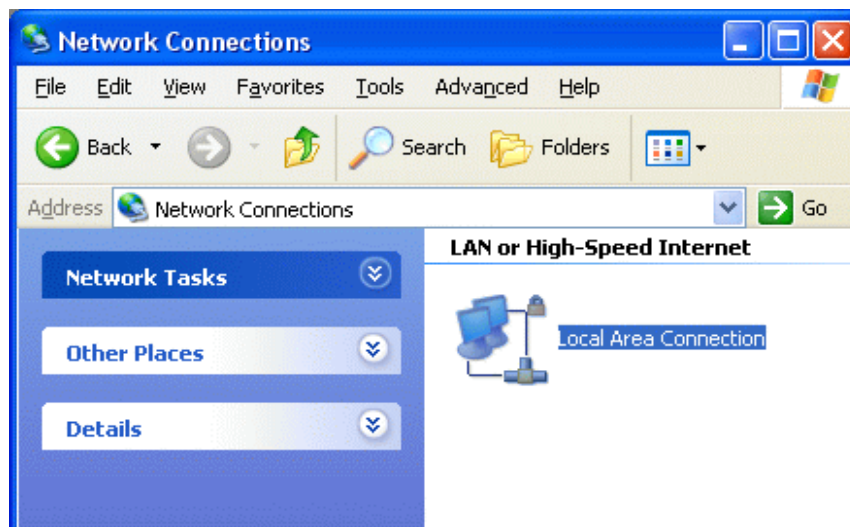 Network Connections
File Edit View Favorites Tools Advanced Help
Back Search Folders
Address Network Connections Go
Network Tasks
Other Places
Details
LAN or High-Speed Internet
Local Area Connection